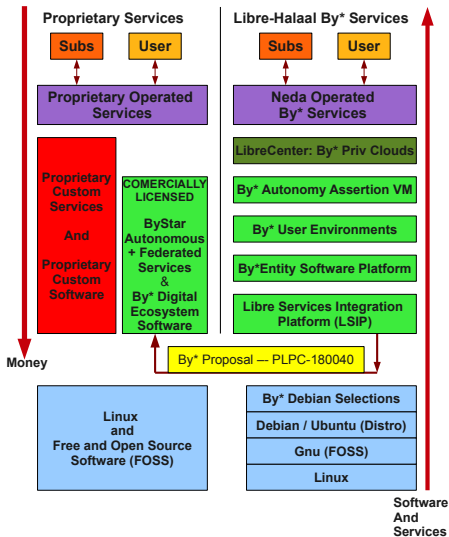 Proprietary Services
Subs
User
Proprietary Operated
Services
Proprietary
Custom
Services
And
Proprietary
Custom
Software
COMERCIALLY
LICENSED
ByStar
Autonomous
+ Federated
Services
&
By* Digital
Ecosystem
Software
Money
Linux
and
Free and Open Source
Software (FOSS)
Libre-Halaal By* Services
Subs
User
Neda Operated
By* Services
LibreCenter: By* Priv Clouds
By* Autonomy Assertion VM
By* User Environments
By*Entity Software Platform
Libre Services Integration
Platform (LSIP)
By* Proposal –- PLPC-180040
By* Debian Selections
Debian / Ubuntu (Distro)
Gnu (FOSS)
Linux
Software
And
Services